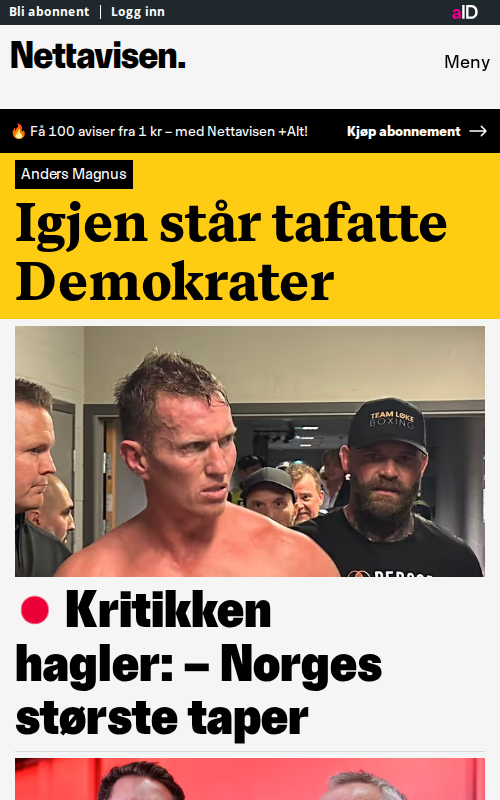 Bli abonnent | Logg inn
aID
Nettavisen.
Meny
🔥 Få 100 aviser fra 1 kr – med Nettavisen +Alt!
Kjøp abonnement →
Anders Magnus
Igjen står tafatte
Demokrater
TEAM LØKE
BOXING
Kritikken
hagler: – Norges
største taper